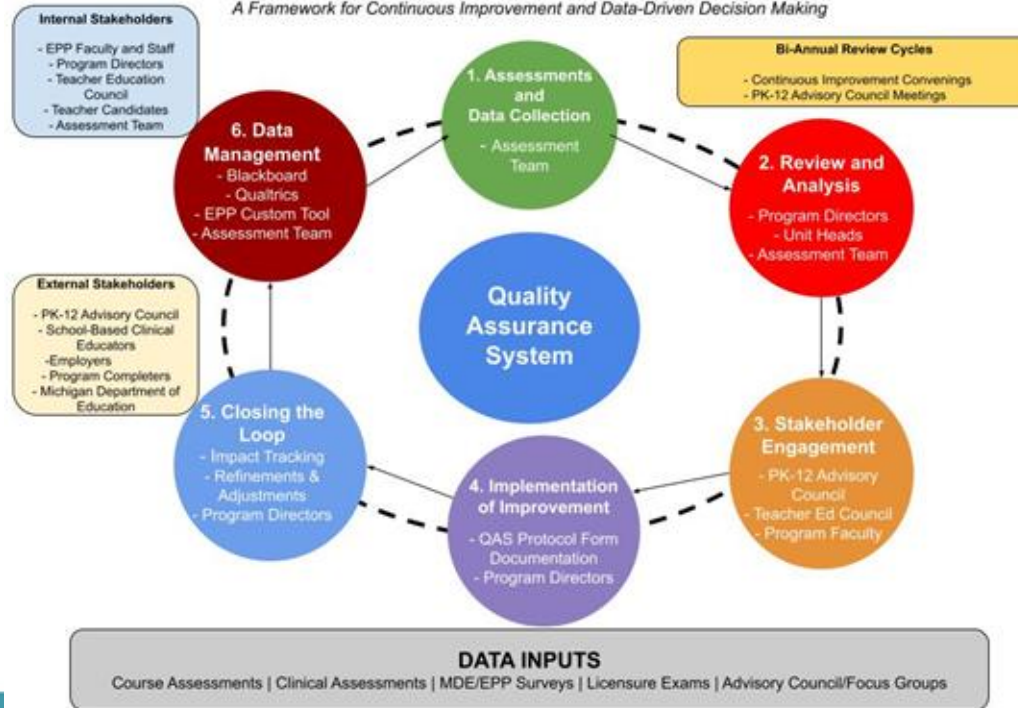 A Framework for Continuous Improvement and Data-Driven Decision Making
Internal Stakeholders
- EPP Faculty and Staff
- Program Directors
- Teacher Education
Council
- Teacher Candidates
- Assessment Team
Bi-Annual Review Cycles
- Continuous Improvement Convenings
- PK-12 Advisory Council Meetings
1. Assessments
and
Data Collection
- Assessment
Team
2. Review and
Analysis
- Program Directors
- Unit Heads
- Assessment Team
3. Stakeholder
Engagement
- PK-12 Advisory
Council
- Teacher Ed Council
- Program Faculty
4. Implementation
of Improvement
- QAS Protocol Form
Documentation
- Program Directors
5. Closing the
Loop
- Impact Tracking
- Refinements &
Adjustments
- Program Directors
6. Data
Management
- Blackboard
- Qualtrics
- EPP Custom Tool
- Assessment Team
Quality
Assurance
System
External Stakeholders
- PK-12 Advisory Council
- School-Based Clinical
Educators
-Employers
- Program Completers
- Michigan Department of
Education
DATA INPUTS
Course Assessments | Clinical Assessments | MDE/EPP Surveys | Licensure Exams | Advisory Council/Focus Groups